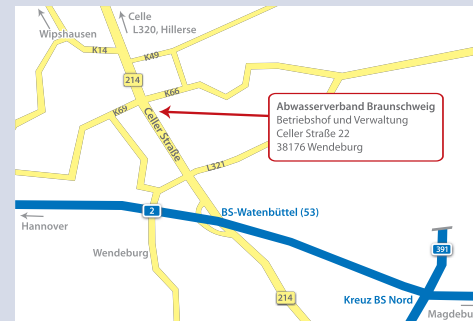 Celle
L320, Hillerse
Wipshausen
K14
K49
214
K66
K69
Celler Straße
Abwasserverband Braunschweig
Betriebshof und Verwaltung
Celler Straße 22
38176 Wendeburg
L321
2
BS-Watenbüttel (53)
Hannover
Wendeburg
391
214
Kreuz BS Nord
Magdebu